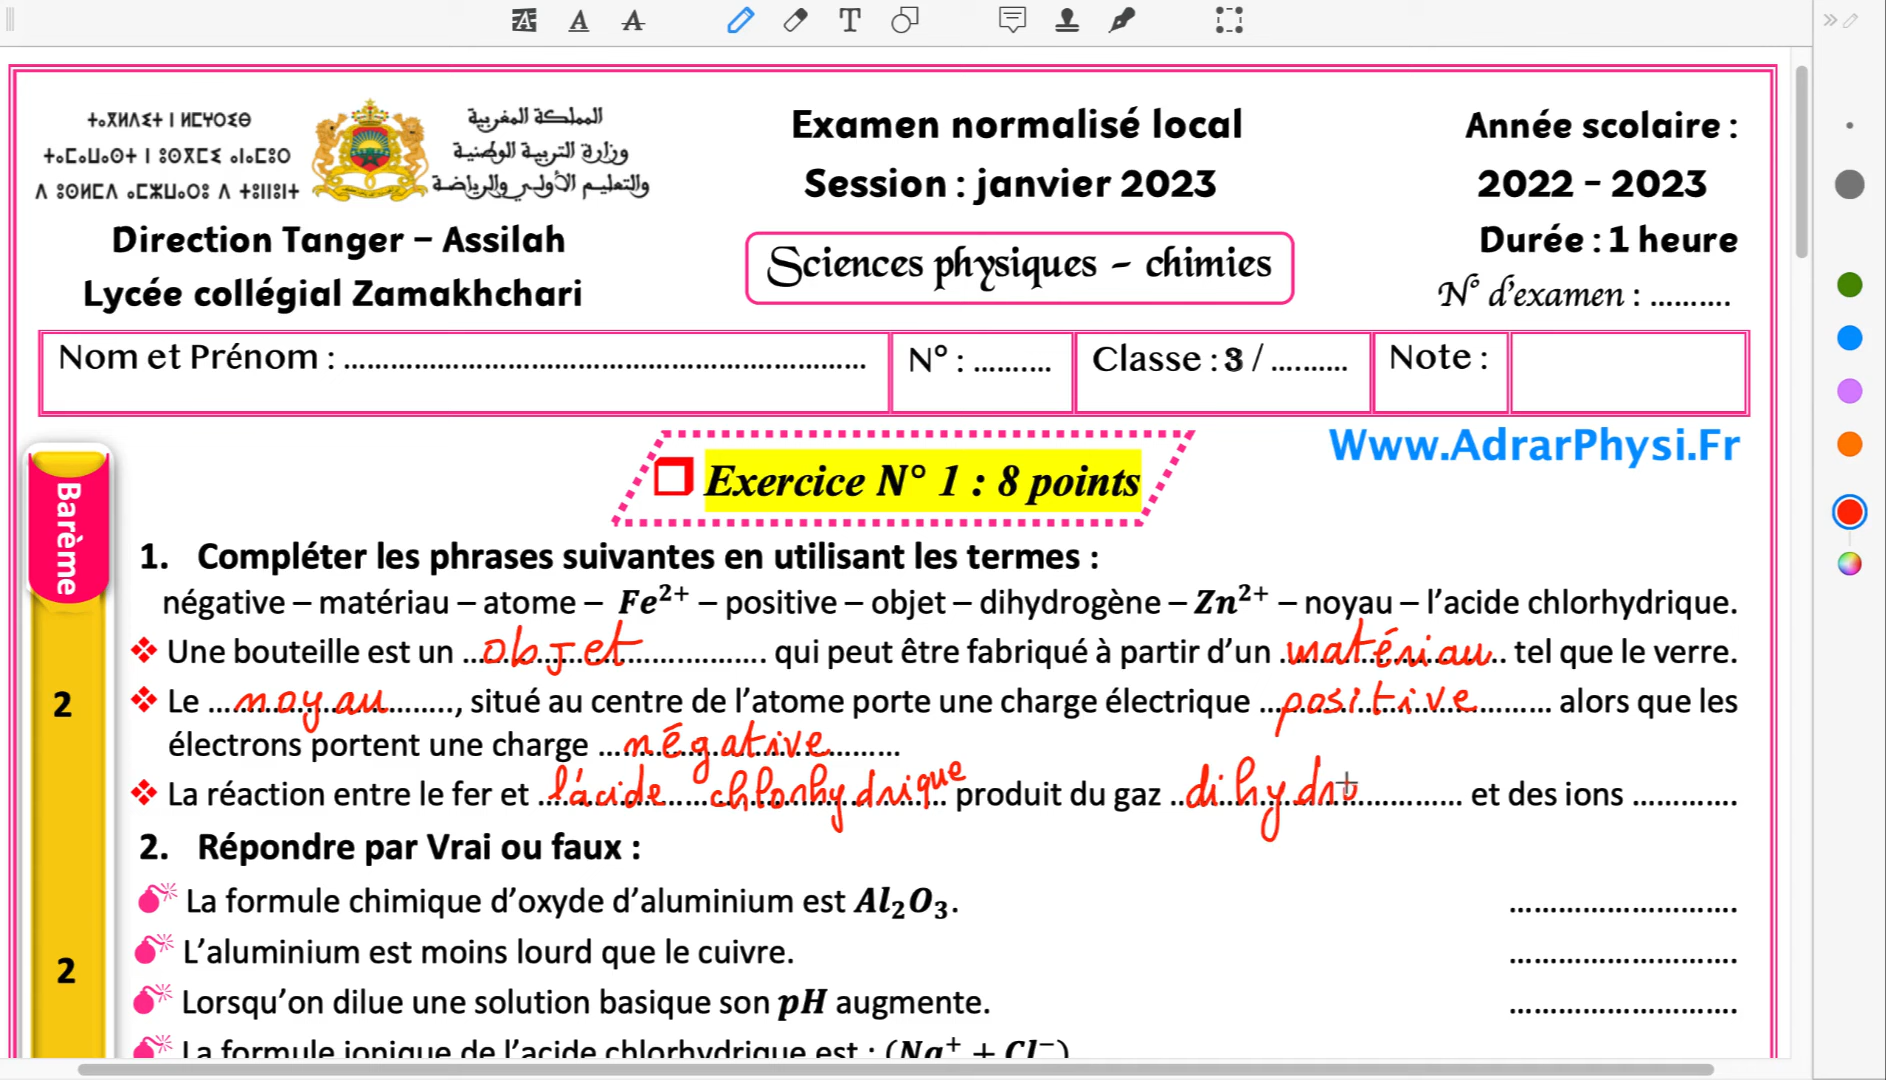 ⵜⴰⴳⵍⴷⵉⵜ ⵏ ⵍⵎⵖⵔⵉⴱ
ⵜⴰⵎⴰⵡⴰⵙⵜ ⵏ ⵓⵙⴳⵎⵉ ⴰⵏⴰⵎⵓⵔ
ⴷ ⵓⵙⵍⵎⴷ ⴰⵎⵣⵡⴰⵔⵓ ⴷ ⵜⵓⵏⵏⵓⵏⵜ
المملكة المغربية
وزارة التربية الوطنية
والتعليم الأولي والرياضة
Direction Tanger – Assilah
Lycée collégial Zamakhchari
Examen normalisé local
Session : janvier 2023
Sciences physiques – chimies
Année scolaire :
2022 – 2023
Durée : 1 heure
N° d'examen : ..........
Nom et Prénom : .................................................................... N° : .......... Classe : 3 / .......... Note :
Www.AdrarPhysi.Fr
Exercice N° 1 : 8 points
Barème
1. Compléter les phrases suivantes en utilisant les termes :
négative – matériau – atome – Fe²⁺ – positive – objet – dihydrogène – Zn²⁺ – noyau – l'acide chlorhydrique.
❖ Une bouteille est un objet qui peut être fabriqué à partir d'un matériau tel que le verre.
2
❖ Le noyau, situé au centre de l'atome porte une charge électrique positive alors que les
électrons portent une charge négative
❖ La réaction entre le fer et l'acide chlorhydrique produit du gaz dihydro et des ions .............
2. Répondre par Vrai ou faux :
La formule chimique d'oxyde d'aluminium est Al₂O₃. ............................
L'aluminium est moins lourd que le cuivre. ............................
2
Lorsqu'on dilue une solution basique son pH augmente. ............................
La formule ionique de l'acide chlorhydrique est : (Na⁺ + Cl⁻)